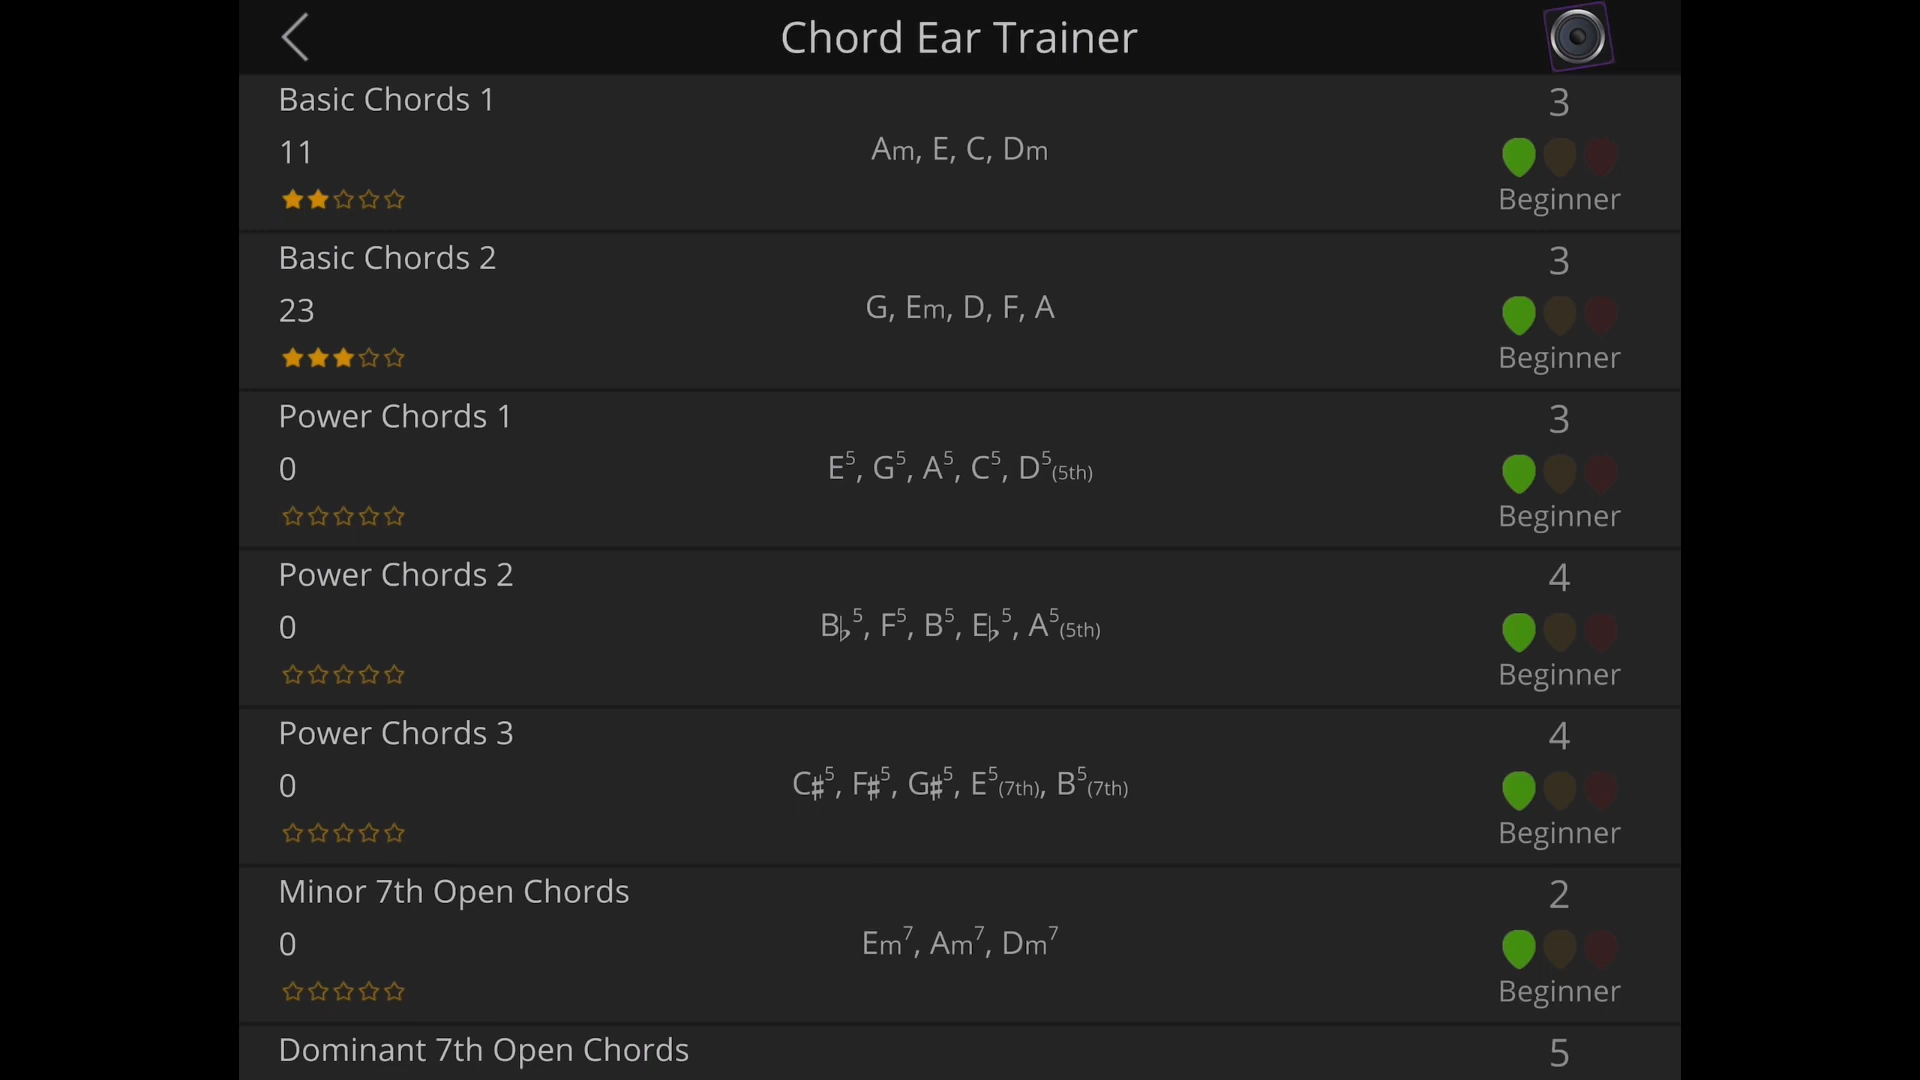 Chord Ear Trainer
Basic Chords 1
3
11
Am, E, C, Dm
Beginner
Basic Chords 2
3
23
G, Em, D, F, A
Beginner
Power Chords 1
3
0
E⁵, G⁵, A⁵, C⁵, D⁵(5th)
Beginner
Power Chords 2
4
0
B♭⁵, F⁵, B⁵, E♭⁵, A⁵(5th)
Beginner
Power Chords 3
4
0
C♯⁵, F♯⁵, G♯⁵, E⁵(7th), B⁵(7th)
Beginner
Minor 7th Open Chords
2
0
Em⁷, Am⁷, Dm⁷
Beginner
Dominant 7th Open Chords
5